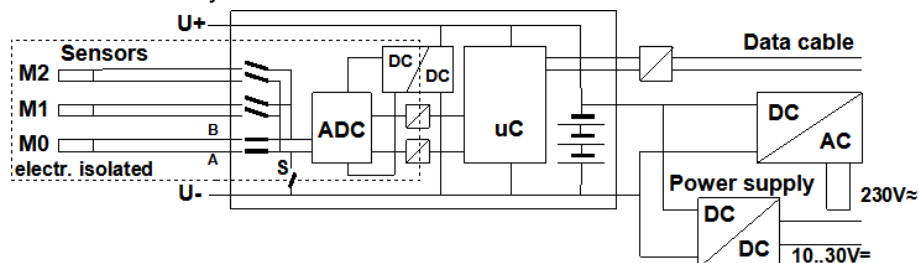 U+
Sensors
M2
M1
B
M0
A
electr. isolated
S
U-
DC
DC
ADC
uC
Data cable
DC
AC
Power supply
230V≈
DC
DC
10..30V=